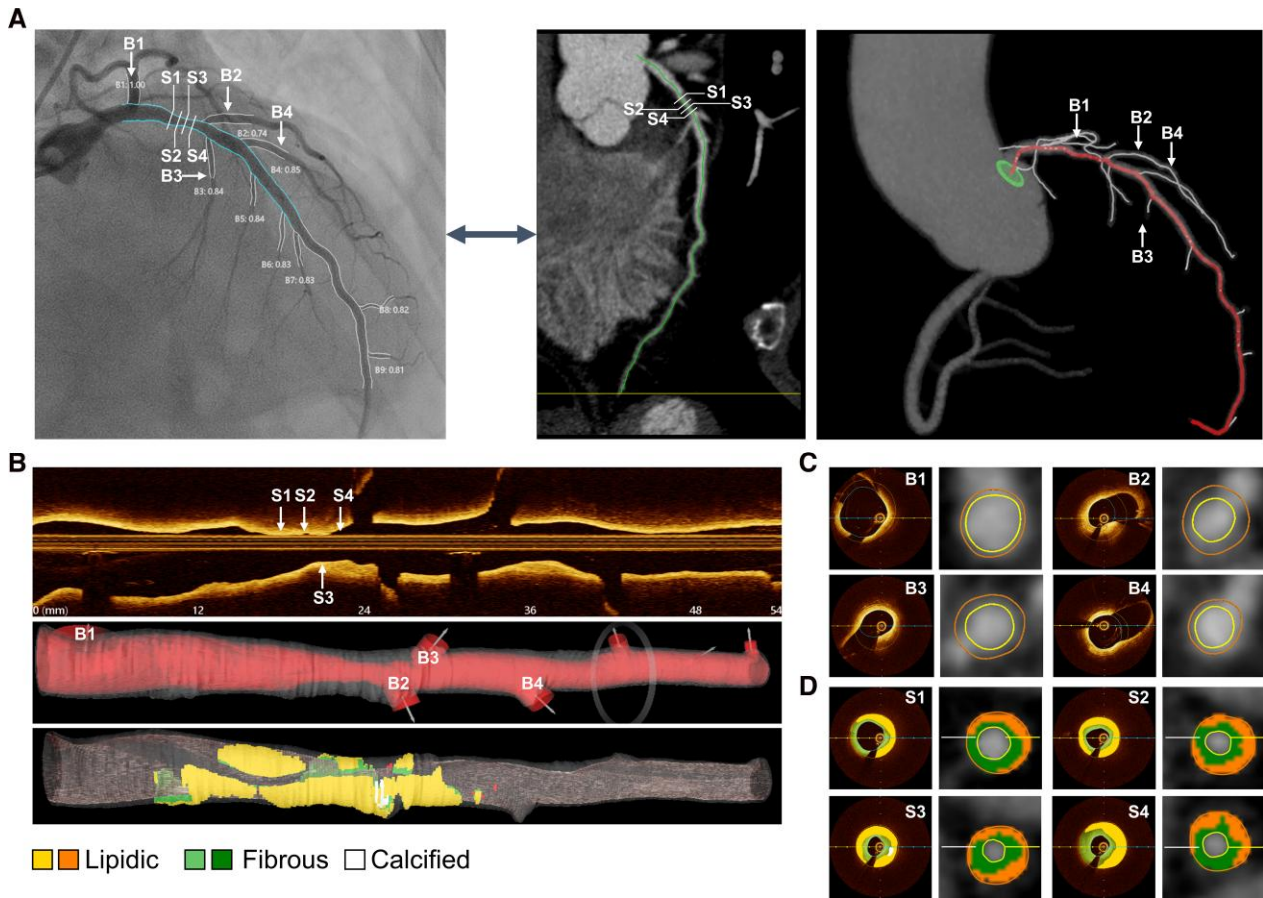 A
B1
B1: 1.00
S1 S3
B2
B4
B2: 0.74
S2 S4
B3
B4: 0.85
B3: 0.84
B5: 0.84
B6: 0.83
B7: 0.83
B8: 0.82
B9: 0.81
S1
S2
S3
S4
B1
B2
B4
B3
B
S1 S2 S4
S3
0 (mm) 12 24 36 48 54
B1
B3
B2
B4
Lipidic Fibrous Calcified
C
B1 B2
B3 B4
D
S1 S2
S3 S4